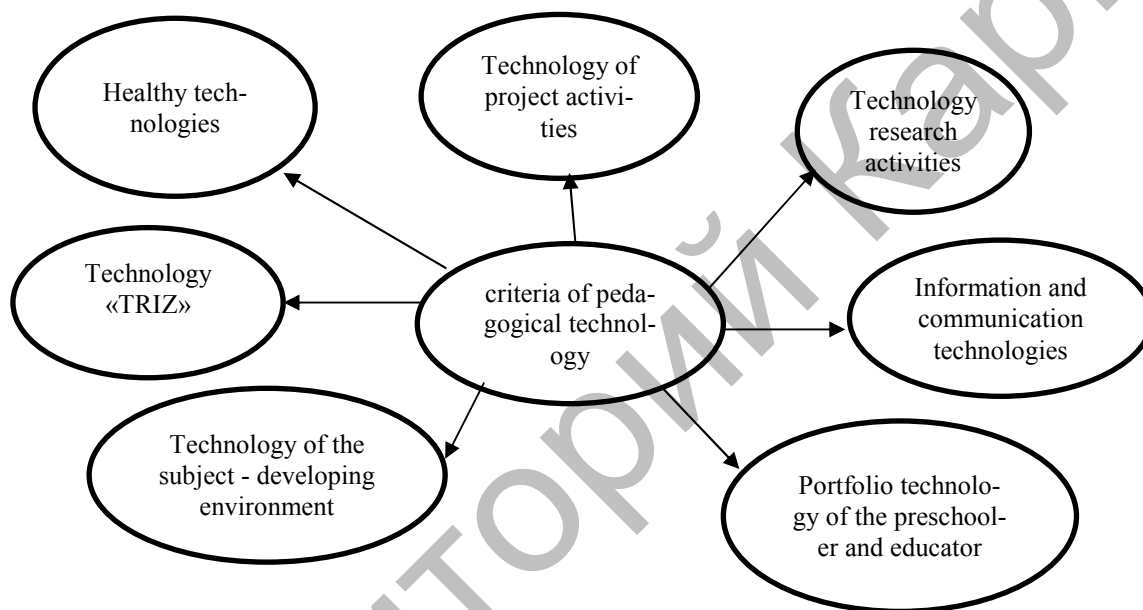 Healthy tech-
nologies
Technology of
project activi-
ties
Technology
research
activities
Technology
«TRIZ»
criteria of peda-
gogical technol-
ogy
Information and
communication
technologies
Technology of the
subject - developing
environment
Portfolio technolo-
gy of the preschool-
er and educator